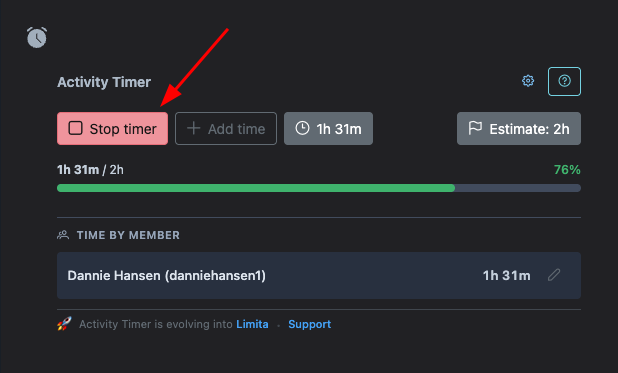 Activity Timer
Stop timer Add time 1h 31m Estimate: 2h
1h 31m / 2h 76%
TIME BY MEMBER
Dannie Hansen (danniehansen1) 1h 31m
🚀 Activity Timer is evolving into Limita . Support